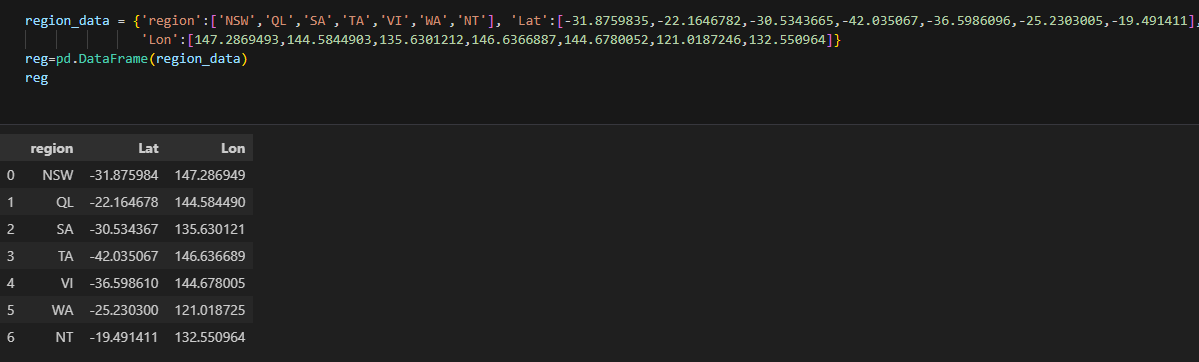 region_data = {'region':['NSW','QL','SA','TA','VI','WA','NT'], 'Lat':[-31.8759835,-22.1646782,-30.5343665,-42.035067,-36.5986096,-25.2303005,-19.491411],
'Lon':[147.2869493,144.5844903,135.6301212,146.6366887,144.6780052,121.0187246,132.550964]}
reg=pd.DataFrame(region_data)
reg
region Lat Lon
0 NSW -31.875984 147.286949
1 QL -22.164678 144.584490
2 SA -30.534367 135.630121
3 TA -42.035067 146.636689
4 VI -36.598610 144.678005
5 WA -25.230300 121.018725
6 NT -19.491411 132.550964